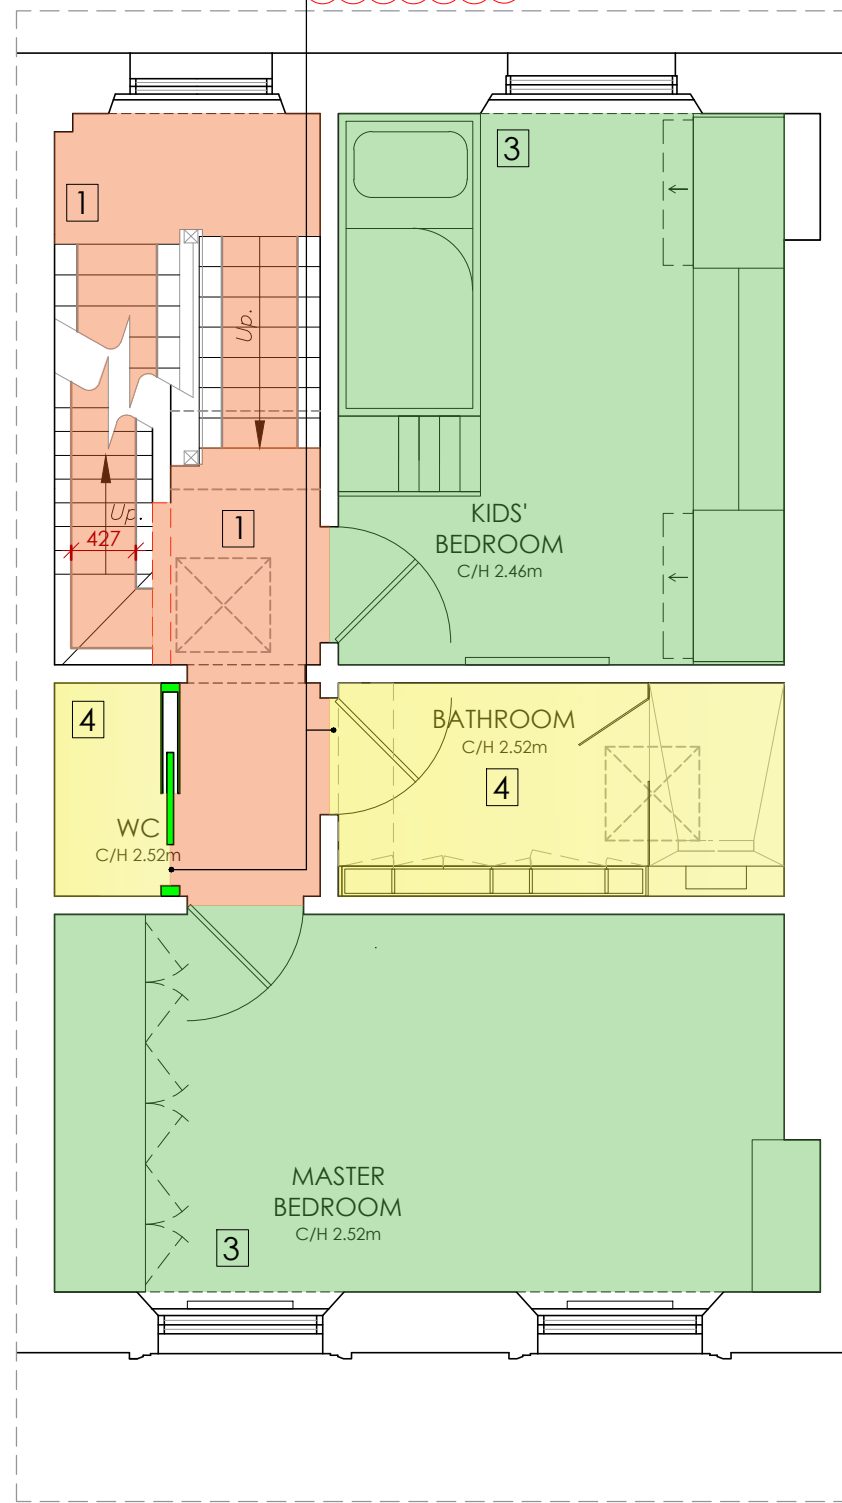 3
1
Up.
KIDS'
BEDROOM
C/H 2.46m
Up.
1
427
4
BATHROOM
C/H 2.52m
4
WC
C/H 2.52m
MASTER
BEDROOM
C/H 2.52m
3